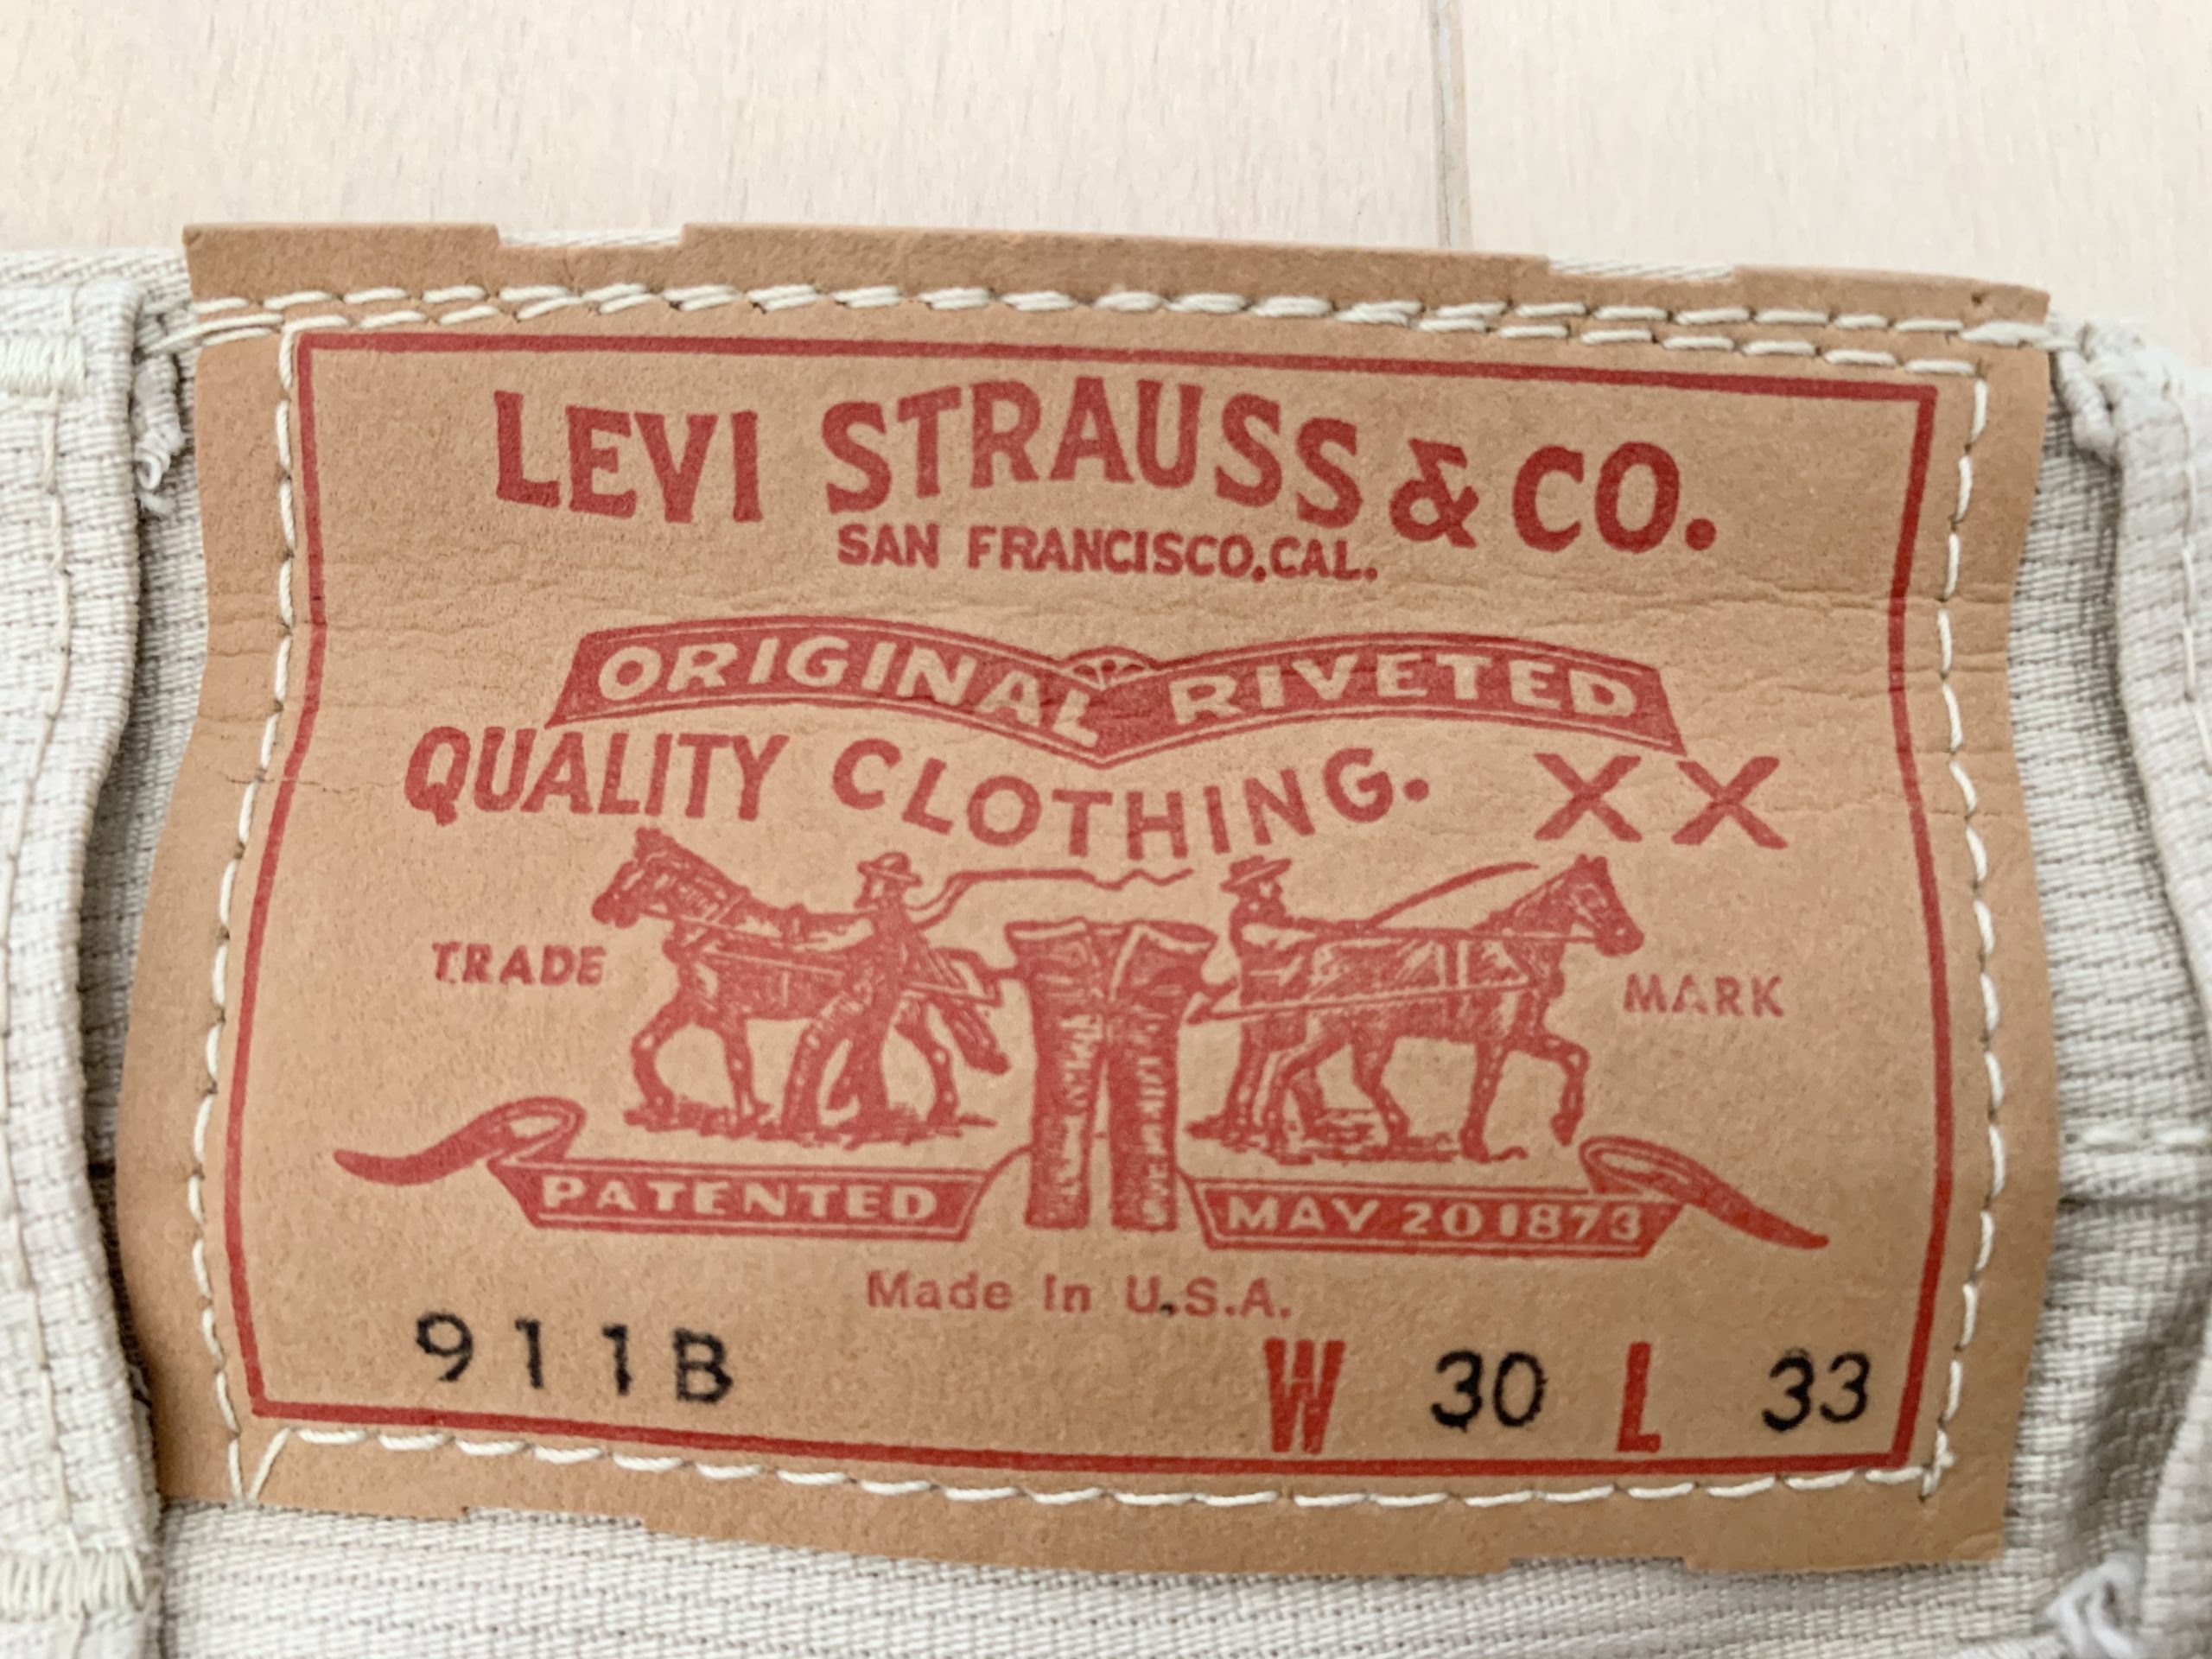 LEVI STRAUSS & CO.
SAN FRANCISCO, CAL.
ORIGINAL RIVETED
QUALITY CLOTHING. XX
TRADE MARK
PATENTED MAY 20 1873
Made in U.S.A.
911B W 30 L 33